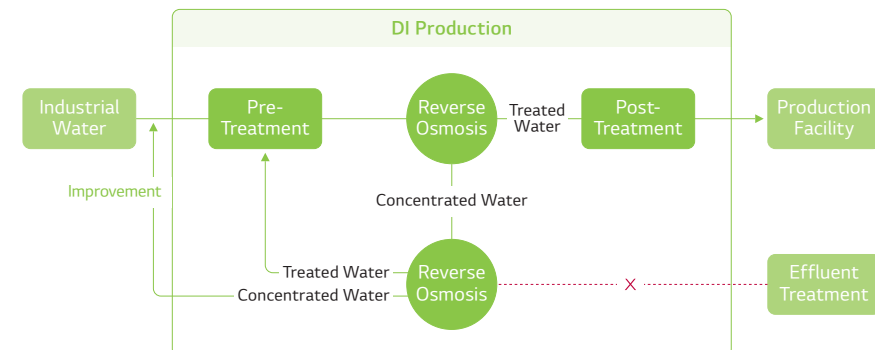 DI Production
Industrial
Water
Pre-
Treatment
Reverse
Osmosis
Treated
Water
Post-
Treatment
Production
Facility
Improvement
Concentrated Water
Treated Water
Concentrated Water
Reverse
Osmosis
X
Effluent
Treatment